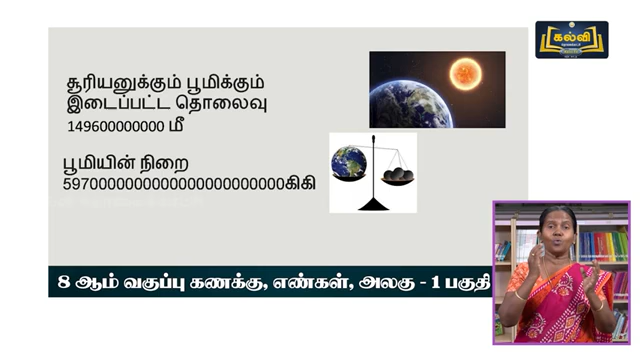 கல்வி
சூரியனுக்கும் பூமிக்கும்
இடைப்பட்ட தொலைவு
149600000000 மீ
பூமியின் நிறை
5970000000000000000000000கிகி
8 ஆம் வகுப்பு கணக்கு, எண்கள், அலகு - 1 பகுதி